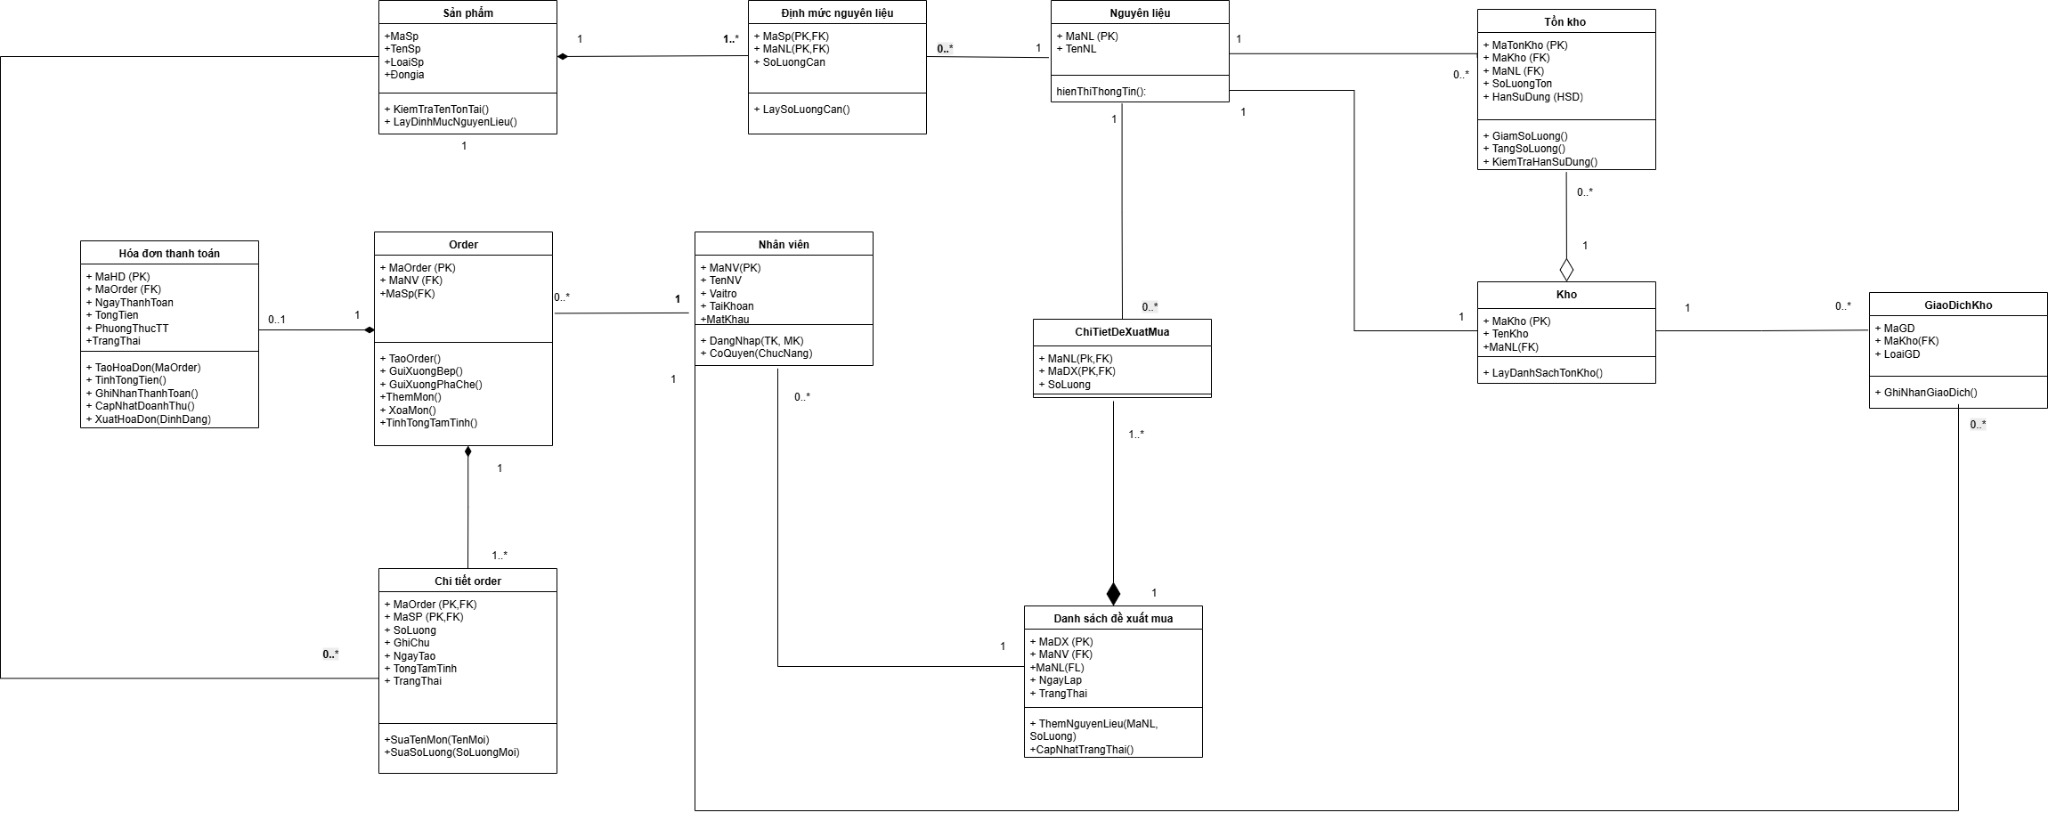 Sản phẩm
+MaSp
+TenSp
+LoaiSp
+Đongia
+ KiemTraTenTonTai()
+ LayDinhMucNguyenLieu()
1
1
1..*
Định mức nguyên liệu
+ MaSp(PK,FK)
+ MaNL(PK,FK)
+ SoLuongCan
+ LaySoLuongCan()
0..*
1
Nguyên liệu
+ MaNL (PK)
+ TenNL
hienThiThongTin():
1
1
1
0..*
Tồn kho
+ MaTonKho (PK)
+ MaKho (FK)
+ MaNL (FK)
+ SoLuongTon
+ HanSuDung (HSD)
+ GiamSoLuong()
+ TangSoLuong()
+ KiemTraHanSuDung()
0..*
1
Hóa đơn thanh toán
+ MaHD (PK)
+ MaOrder (FK)
+ NgayThanhToan
+ TongTien
+ PhuongThucTT
+TrangThai
+ TaoHoaDon(MaOrder)
+ TinhTongTien()
+ GhiNhanThanhToan()
+ CapNhatDoanhThu()
+ XuatHoaDon(DinhDang)
0..1
1
Order
+ MaOrder (PK)
+ MaNV (FK)
+MaSp(FK)
+ TaoOrder()
+ GuiXuongBep()
+ GuiXuongPhaChe()
+ThemMon()
+ XoaMon()
+TinhTongTamTinh()
0..*
1
1
1..*
Nhân viên
+ MaNV(PK)
+ TenNV
+ Vaitro
+ TaiKhoan
+MatKhau
+ DangNhap(TK, MK)
+ CoQuyen(ChucNang)
1
0..*
0..*
ChiTietDeXuatMua
+ MaNL(Pk,FK)
+ MaDX(PK,FK)
+ SoLuong
1..*
1
1
Kho
+ MaKho (PK)
+ TenKho
+MaNL(FK)
+ LayDanhSachTonKho()
1
0..*
GiaoDichKho
+ MaGD
+ MaKho(FK)
+ LoaiGD
+ GhiNhanGiaoDich()
0..*
Chi tiết order
+ MaOrder (PK,FK)
+ MaSP (PK,FK)
+ SoLuong
+ GhiChu
+ NgayTao
+ TongTamTinh
+ TrangThai
+SuaTenMon(TenMoi)
+SuaSoLuong(SoLuongMoi)
0..*
1
Danh sách đề xuất mua
+ MaDX (PK)
+ MaNV (FK)
+MaNL(FL)
+ NgayLap
+ TrangThai
+ ThemNguyenLieu(MaNL,
SoLuong)
+CapNhatTrangThai()